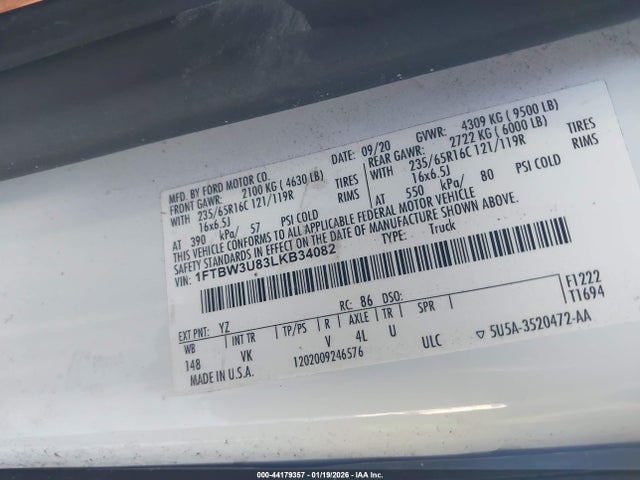 MFD. BY FORD MOTOR CO.
DATE: 09/20 GVWR: 4309 KG ( 9500 LB)
FRONT GAWR: 2100 KG ( 4630 LB) REAR GAWR: 2722 KG ( 6000 LB)
WITH 235/65R16C 121/119R TIRES WITH 235/65R16C 121/119R TIRES
16x6.5J RIMS 16x6.5J RIMS
AT 390 kPa/ 57 PSI COLD AT 550 kPa/ 80 PSI COLD
THIS VEHICLE CONFORMS TO ALL APPLICABLE FEDERAL MOTOR VEHICLE
SAFETY STANDARDS IN EFFECT ON THE DATE OF MANUFACTURE SHOWN ABOVE.
VIN: 1FTBW3U83LKB34082 TYPE: Truck
EXT PNT: YZ RC: 86 DSO: F1222
WB INT TR TP/PS R AXLE TR SPR T1694
148 VK V 4L U
MADE IN U.S.A. 1202009246576 ULC ▽ 5U5A-3520472-AA
000-44179357 - 01/19/2026 - IAA Inc.